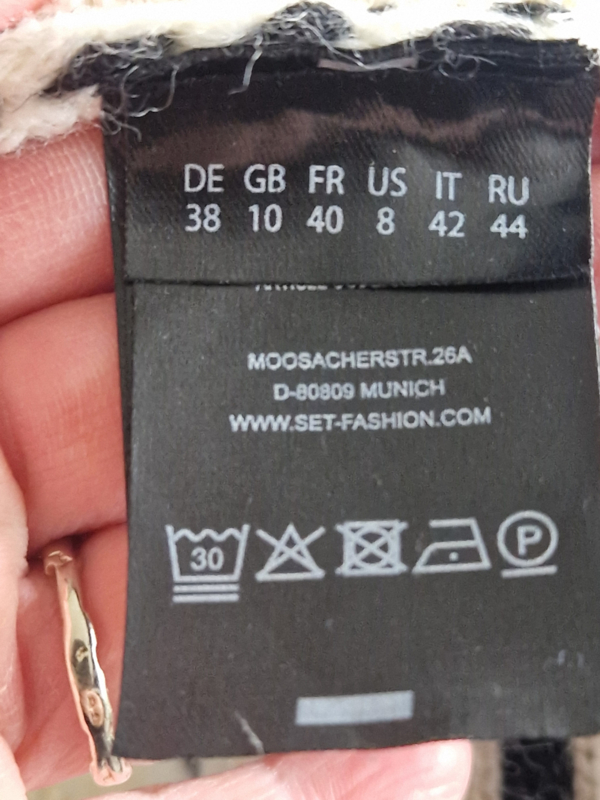 DE GB FR US IT RU
38 10 40 8 42 44
MOOSACHERSTR.26A
D-80809 MUNICH
WWW.SET-FASHION.COM
30
P